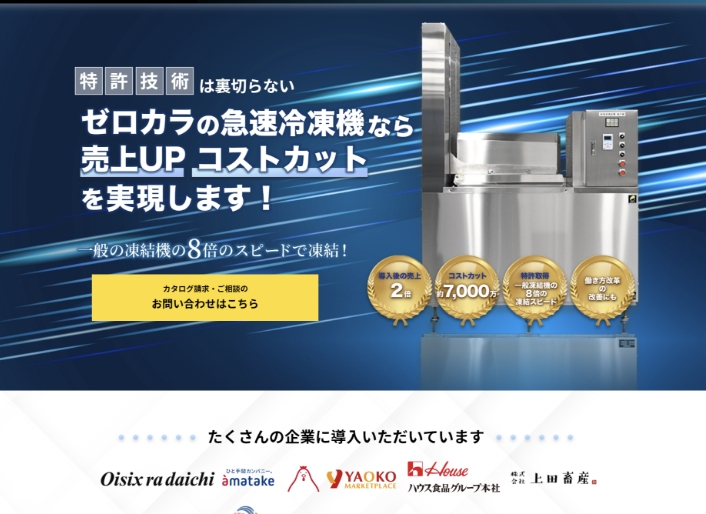 特許技術は裏切らない
ゼロカラの急速冷凍機なら
売上UP コストカット
を実現します！
一般の凍結機の8倍のスピードで凍結！
カタログ請求・ご相談の
お問い合わせはこちら
導入後の売上
2倍
コストカット
約7,000万
特許取得
一般凍結機の
8倍の
凍結スピード
働き方改革
の
改善にも
たくさんの企業に導入いただいています
Oisix ra daichi
ひと手間カンパニー。
amatake
YAOKO
MARKETPLACE
House
ハウス食品グループ本社
株式会社 上田畜産